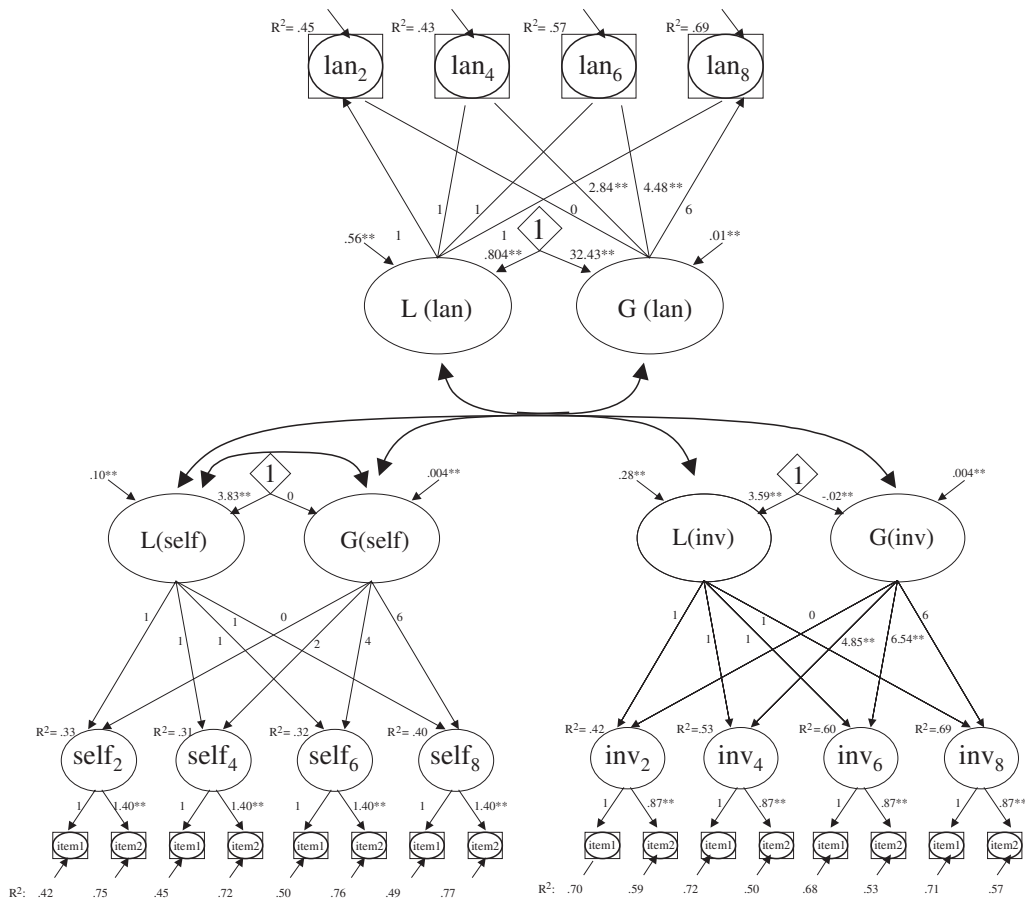 R²= .45 R²= .43 R²= .57 R²= .69
lan₂ lan₄ lan₆ lan₈
2.84** 4.48**
1 1 0 6
.56** 1 1 1 .01**
.804** 32.43**
L (lan) G (lan)
.10** 1 .004** .28** 1 .004**
3.83** 0 3.59** -.02**
L(self) G(self) L(inv) G(inv)
1 0 6 1 0 6
1 1 1 2 4 1 1 1 4.85** 6.54**
R²= .33 R²= .31 R²= .32 R²= .40 R²= .42 R²=.53 R²=.60 R²=.69
self₂ self₄ self₆ self₈ inv₂ inv₄ inv₆ inv₈
1 1.40** 1 1.40** 1 1.40** 1 1.40** 1 .87** 1 .87** 1 .87** 1 .87**
item1 item2 item1 item2 item1 item2 item1 item2 item1 item2 item1 item2 item1 item2 item1 item2
R²: .42 .75 .45 .72 .50 .76 .49 .77 R²: .70 .59 .72 .50 .68 .53 .71 .57